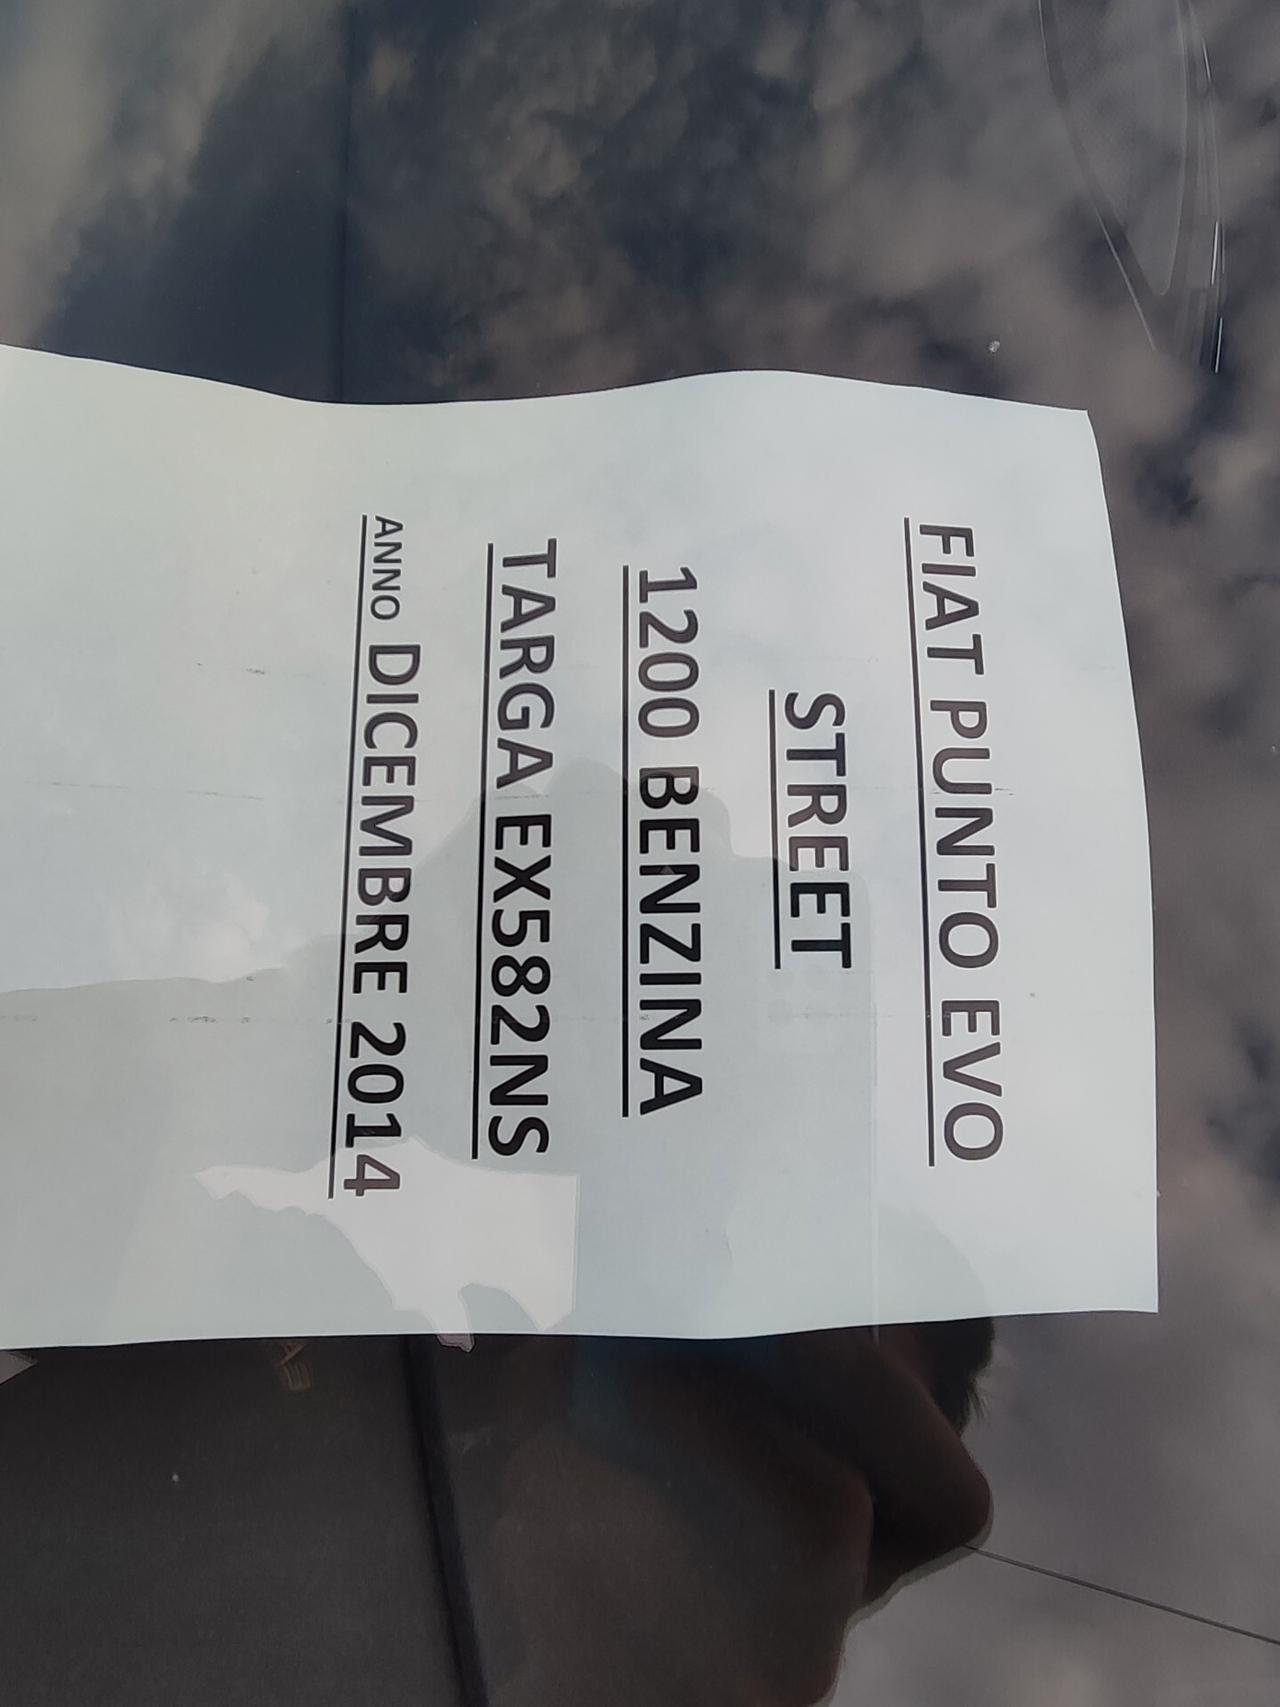 FIAT PUNTO EVO
STREET
1200 BENZINA
TARGA EX582NS
ANNO DICEMBRE 2014